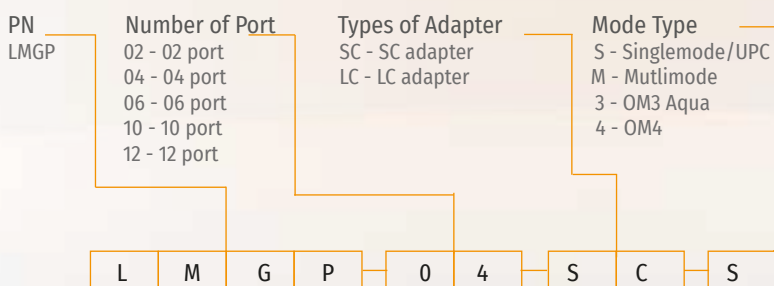 PN
LMGP
Number of Port
02 - 02 port
04 - 04 port
06 - 06 port
10 - 10 port
12 - 12 port
Types of Adapter
SC - SC adapter
LC - LC adapter
Mode Type
S - Singlemode/UPC
M - Mutlimode
3 - OM3 Aqua
4 - OM4
L M G P 0 4 S C S